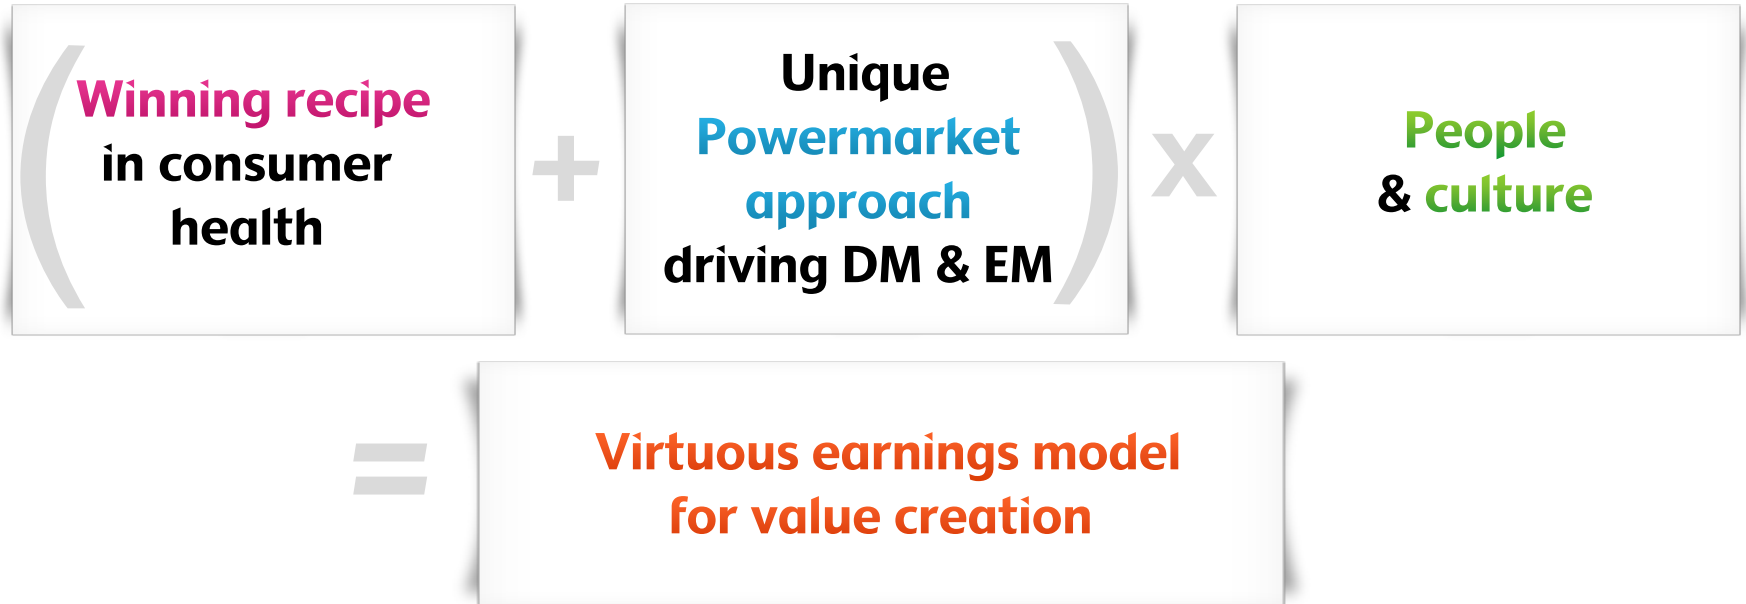 (
Winning recipe
in consumer
health
+
Unique
Powermarket
approach
driving DM & EM
)
x
People
& culture
=
Virtuous earnings model
for value creation